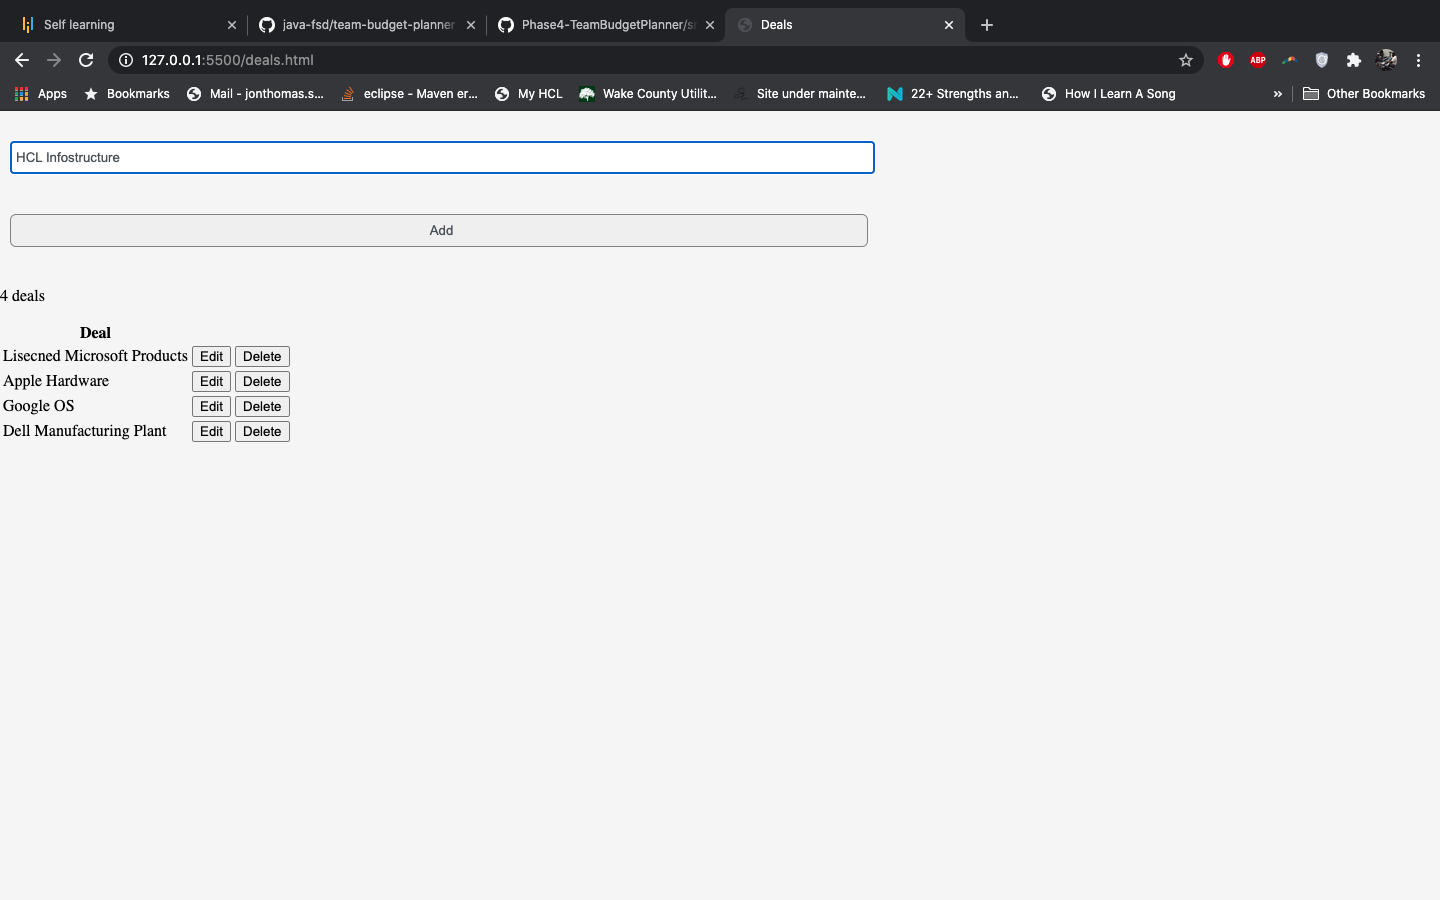 Self learning
java-fsd/team-budget-planner
Phase4-TeamBudgetPlanner/s
Deals
127.0.0.1:5500/deals.html
ABP
Apps
Bookmarks
Mail - jonthomas.s...
eclipse - Maven er...
My HCL
Wake County Utilit...
Site under mainte...
22+ Strengths an...
How I Learn A Song
»
Other Bookmarks
HCL Infostructure
Add
4 deals
Deal
Lisecned Microsoft Products Edit Delete
Apple Hardware Edit Delete
Google OS Edit Delete
Dell Manufacturing Plant Edit Delete